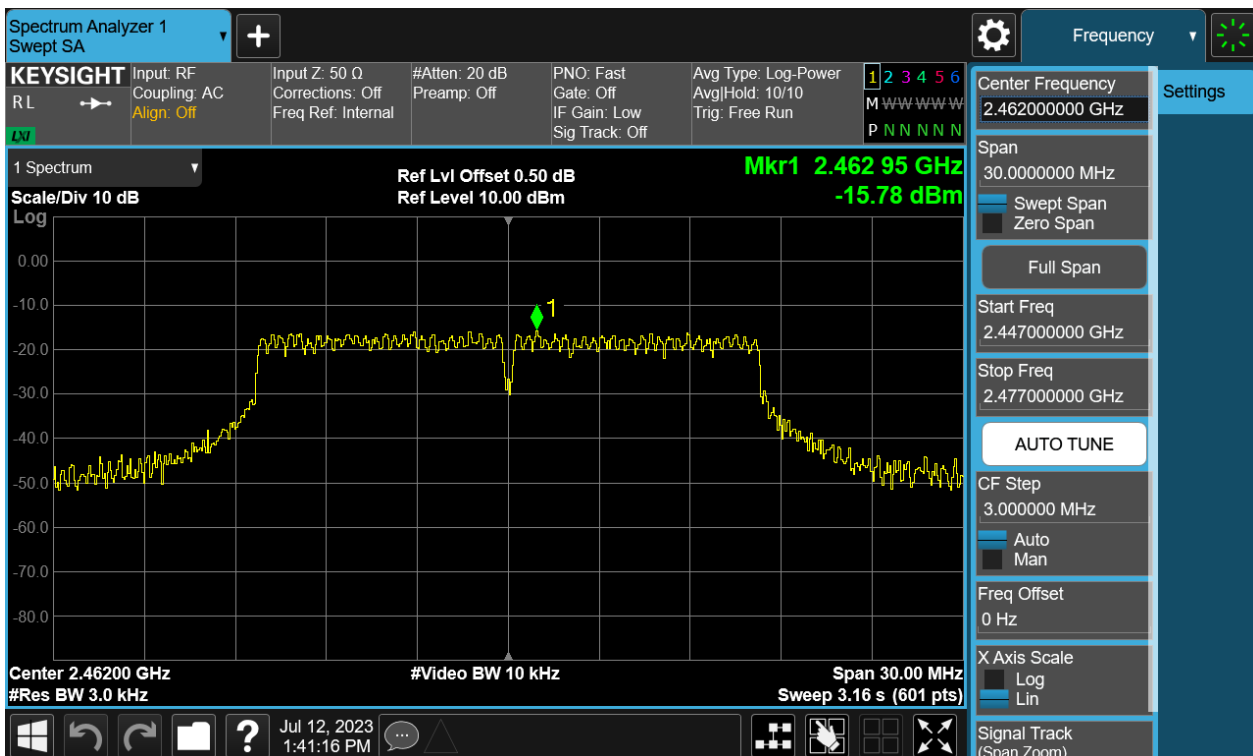 Spectrum Analyzer 1
Swept SA
Frequency
KEYSIGHT
RL
LXI
Input: RF
Coupling: AC
Align: Off
Input Z: 50 Ω
Corrections: Off
Freq Ref: Internal
#Atten: 20 dB
Preamp: Off
PNO: Fast
Gate: Off
IF Gain: Low
Sig Track: Off
Avg Type: Log-Power
Avg|Hold: 10/10
Trig: Free Run
1 2 3 4 5 6
M W W W W W
P N N N N N
1 Spectrum
Scale/Div 10 dB
Log
Ref Lvl Offset 0.50 dB
Ref Level 10.00 dBm
Mkr1 2.462 95 GHz
-15.78 dBm
0.00
-10.0
-20.0
-30.0
-40.0
-50.0
-60.0
-70.0
-80.0
1
Center 2.46200 GHz
#Res BW 3.0 kHz
#Video BW 10 kHz
Span 30.00 MHz
Sweep 3.16 s (601 pts)
Center Frequency
2.462000000 GHz
Span
30.0000000 MHz
Swept Span
Zero Span
Full Span
Start Freq
2.447000000 GHz
Stop Freq
2.477000000 GHz
AUTO TUNE
CF Step
3.000000 MHz
Auto
Man
Freq Offset
0 Hz
X Axis Scale
Log
Lin
Signal Track
(Span Zoom)
Settings
?
Jul 12, 2023
1:41:16 PM